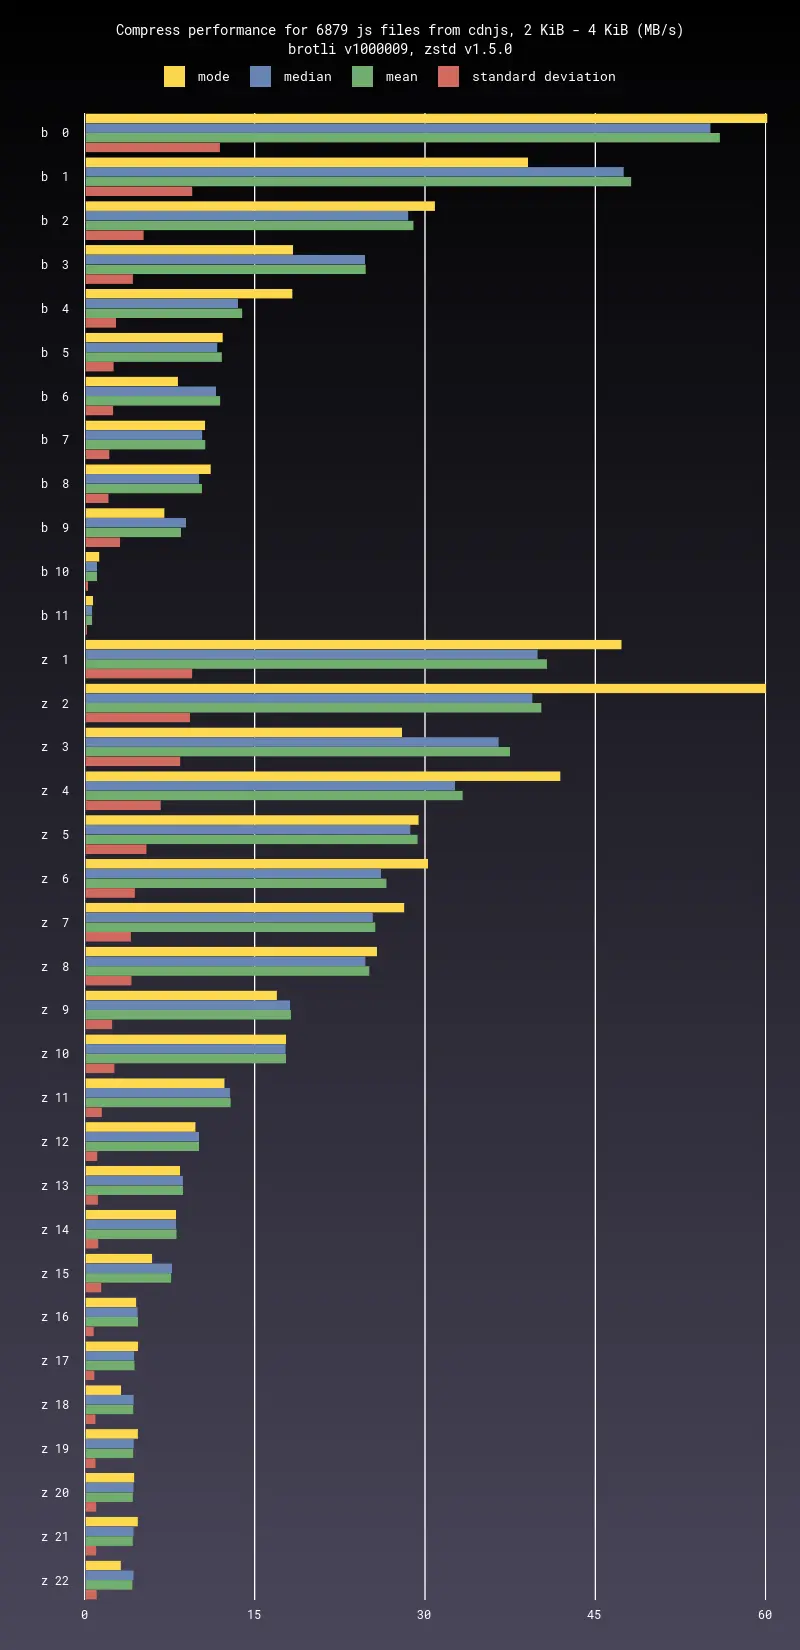 Compress performance for 6879 js files from cdnjs, 2 KiB - 4 KiB (MB/s)
brotli v1000009, zstd v1.5.0
mode median mean standard deviation
b 0
b 1
b 2
b 3
b 4
b 5
b 6
b 7
b 8
b 9
b 10
b 11
z 1
z 2
z 3
z 4
z 5
z 6
z 7
z 8
z 9
z 10
z 11
z 12
z 13
z 14
z 15
z 16
z 17
z 18
z 19
z 20
z 21
z 22
0 15 30 45 60